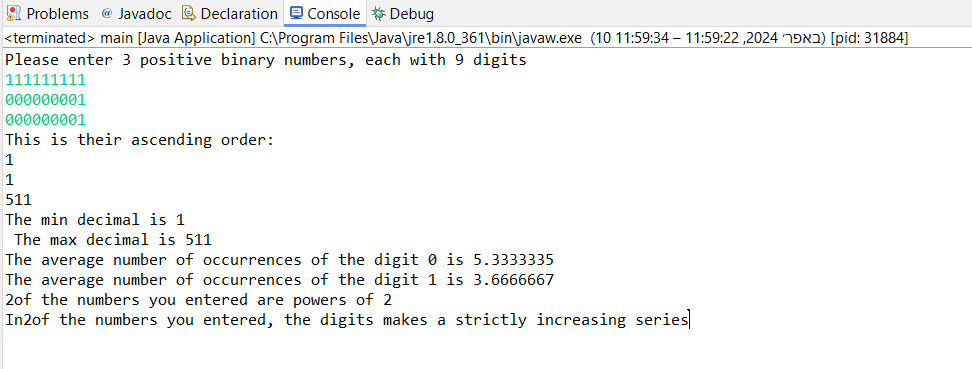 Problems @ Javadoc Declaration Console Debug
<terminated> main [Java Application] C:\Program Files\Java\jre1.8.0_361\bin\javaw.exe (10 באפר׳ 2024, 11:59:22 – 11:59:34) [pid: 31884]
Please enter 3 positive binary numbers, each with 9 digits
111111111
000000001
000000001
This is their ascending order:
1
1
511
The min decimal is 1
The max decimal is 511
The average number of occurrences of the digit 0 is 5.3333335
The average number of occurrences of the digit 1 is 3.6666667
2of the numbers you entered are powers of 2
In2of the numbers you entered, the digits makes a strictly increasing series